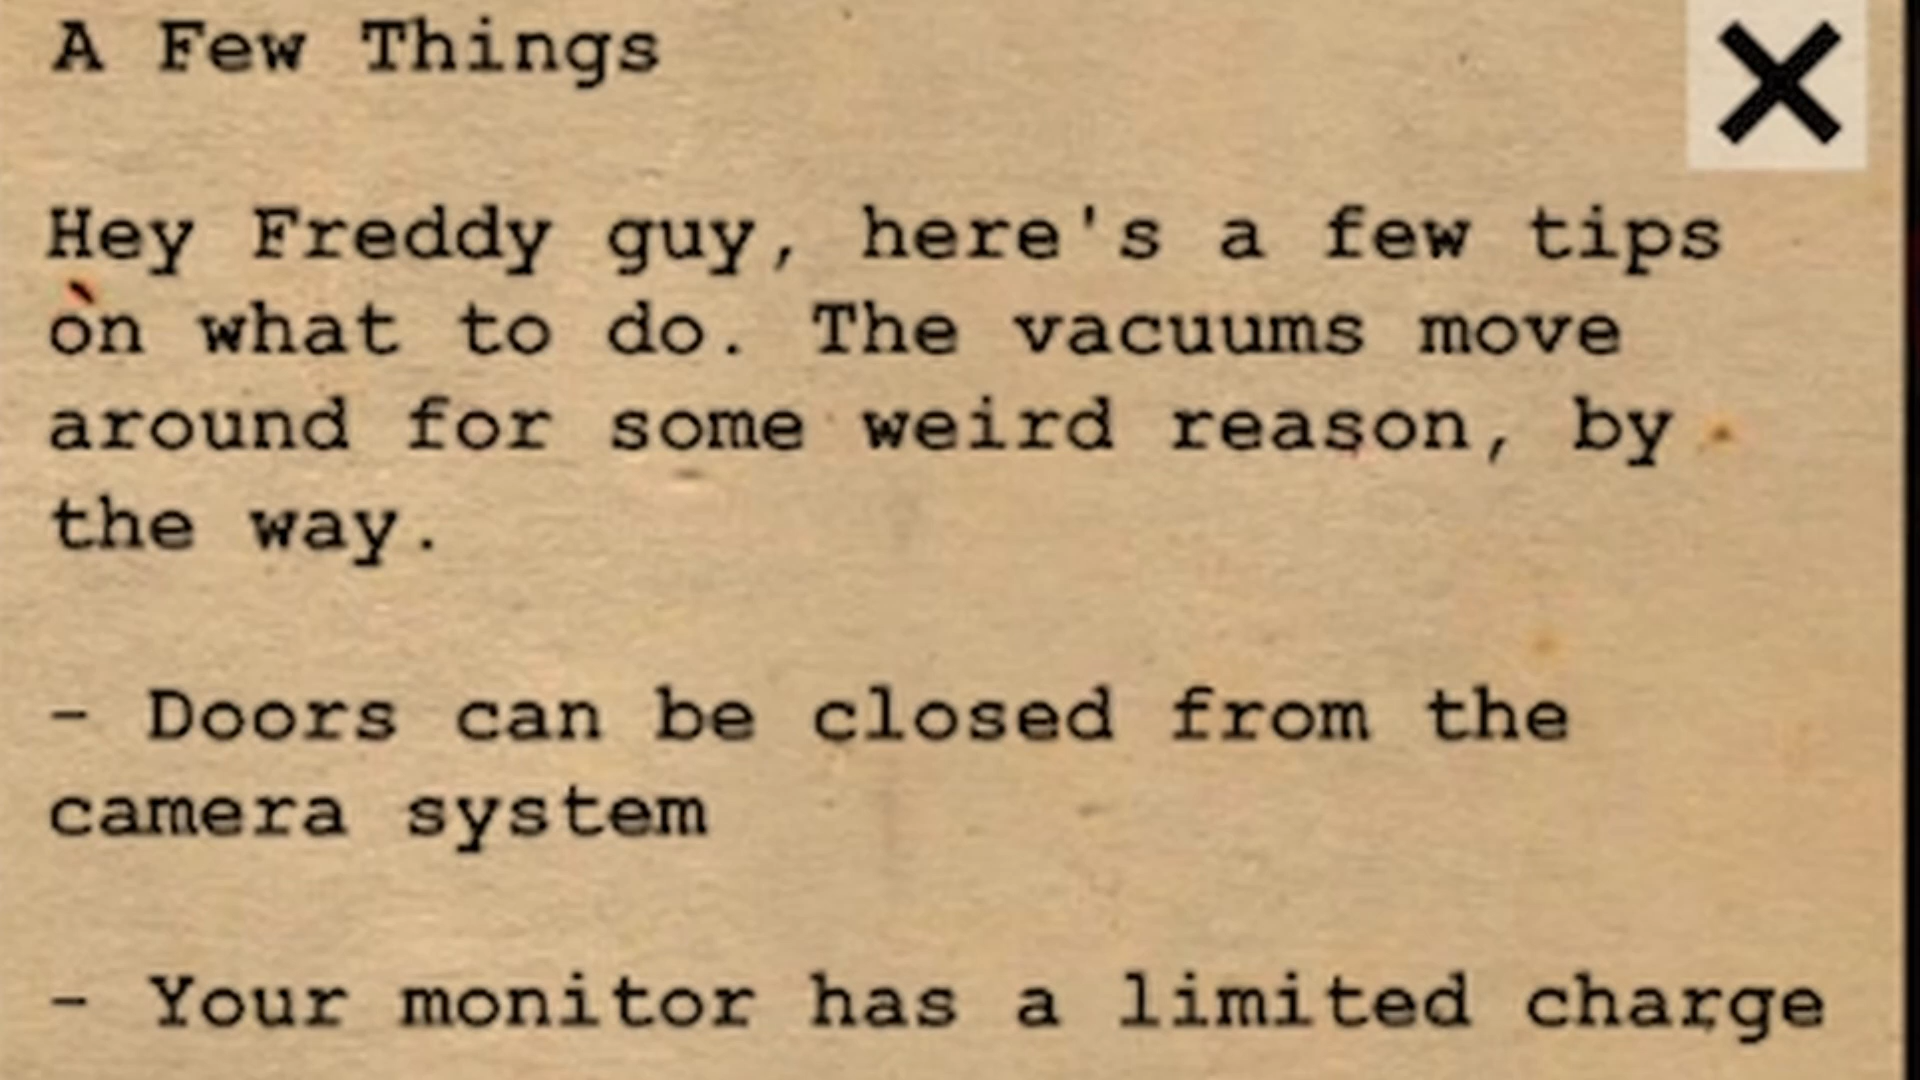 A Few Things
Hey Freddy guy, here's a few tips
on what to do. The vacuums move
around for some weird reason, by
the way.
- Doors can be closed from the
camera system
- Your monitor has a limited charge